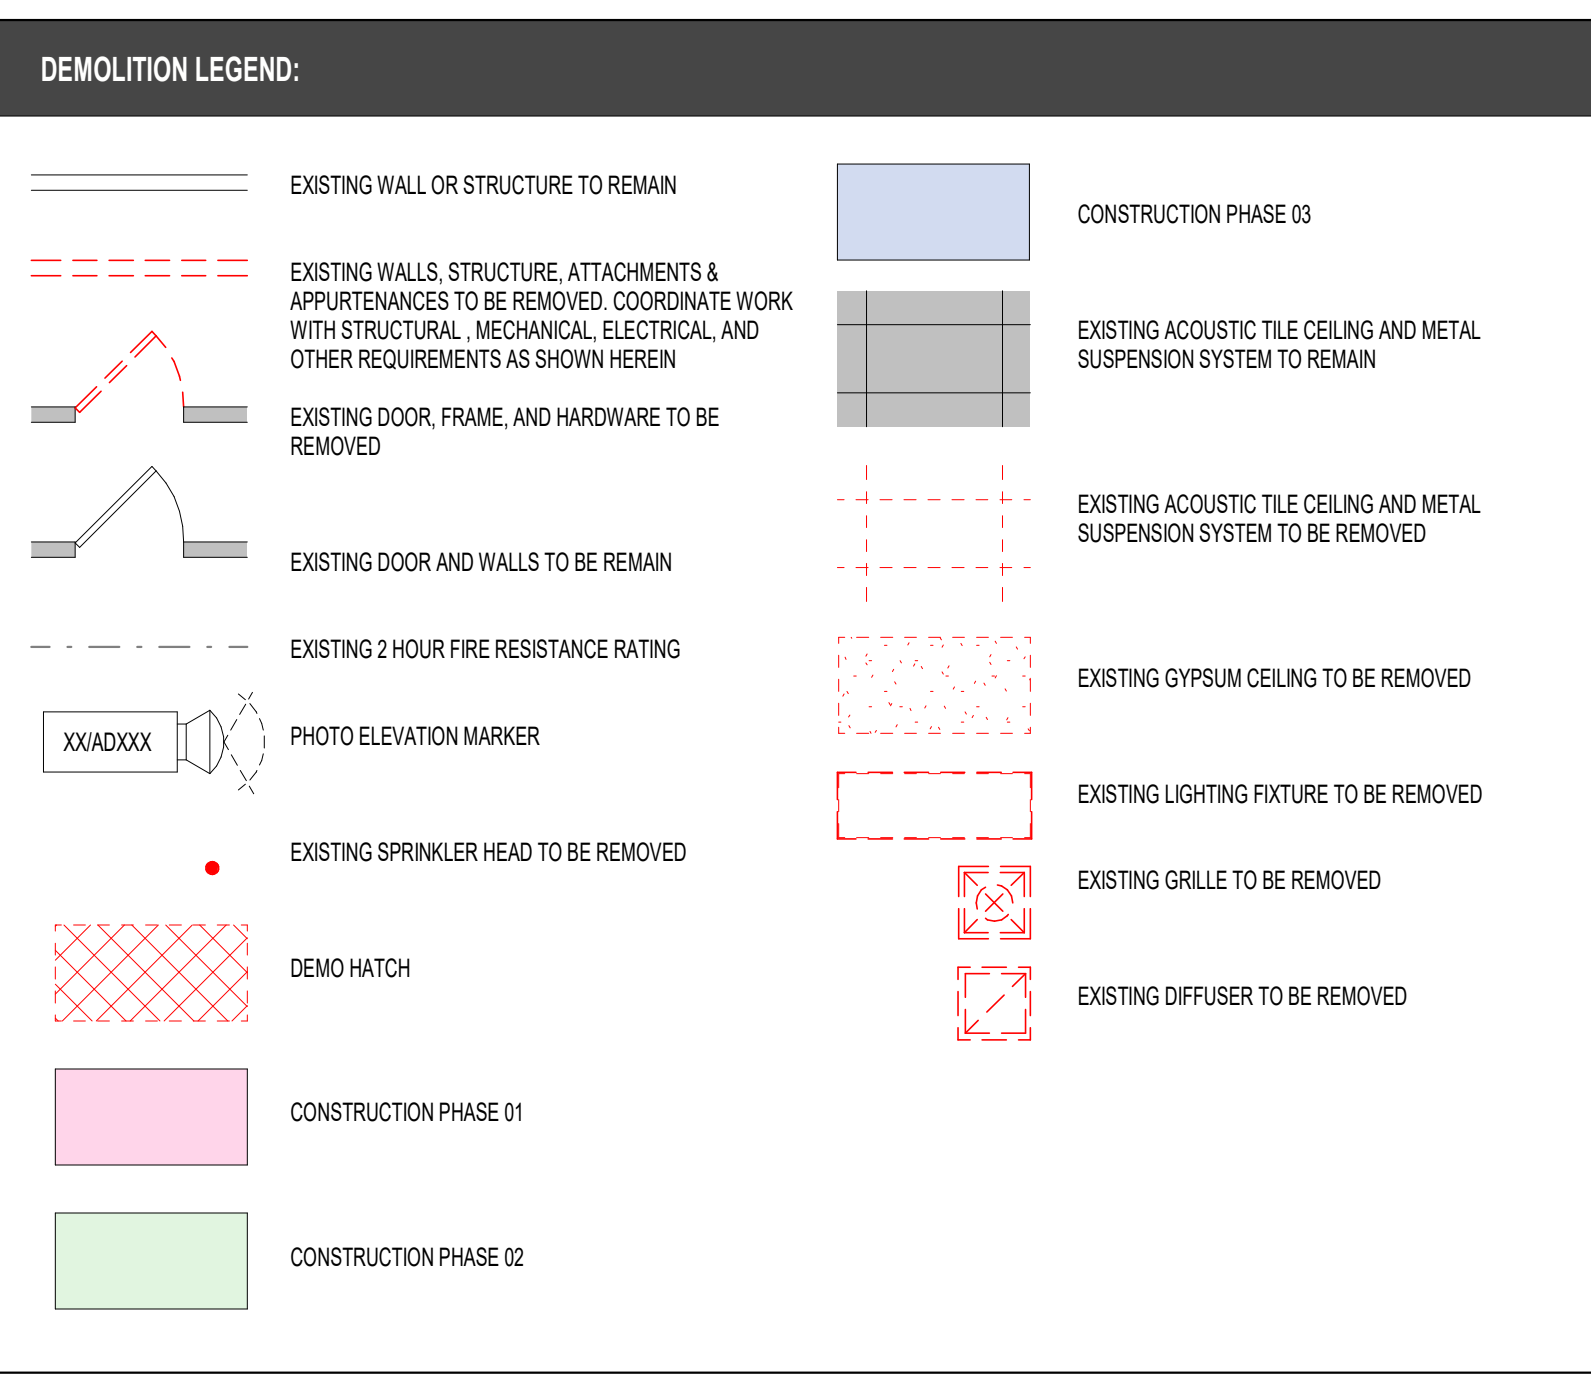 DEMOLITION LEGEND:
EXISTING WALL OR STRUCTURE TO REMAIN
EXISTING WALLS, STRUCTURE, ATTACHMENTS &
APPURTENANCES TO BE REMOVED. COORDINATE WORK
WITH STRUCTURAL , MECHANICAL, ELECTRICAL, AND
OTHER REQUIREMENTS AS SHOWN HEREIN
EXISTING DOOR, FRAME, AND HARDWARE TO BE
REMOVED
EXISTING DOOR AND WALLS TO BE REMAIN
EXISTING 2 HOUR FIRE RESISTANCE RATING
XX/ADXXX
PHOTO ELEVATION MARKER
EXISTING SPRINKLER HEAD TO BE REMOVED
DEMO HATCH
CONSTRUCTION PHASE 01
CONSTRUCTION PHASE 02
CONSTRUCTION PHASE 03
EXISTING ACOUSTIC TILE CEILING AND METAL
SUSPENSION SYSTEM TO REMAIN
EXISTING ACOUSTIC TILE CEILING AND METAL
SUSPENSION SYSTEM TO BE REMOVED
EXISTING GYPSUM CEILING TO BE REMOVED
EXISTING LIGHTING FIXTURE TO BE REMOVED
EXISTING GRILLE TO BE REMOVED
EXISTING DIFFUSER TO BE REMOVED